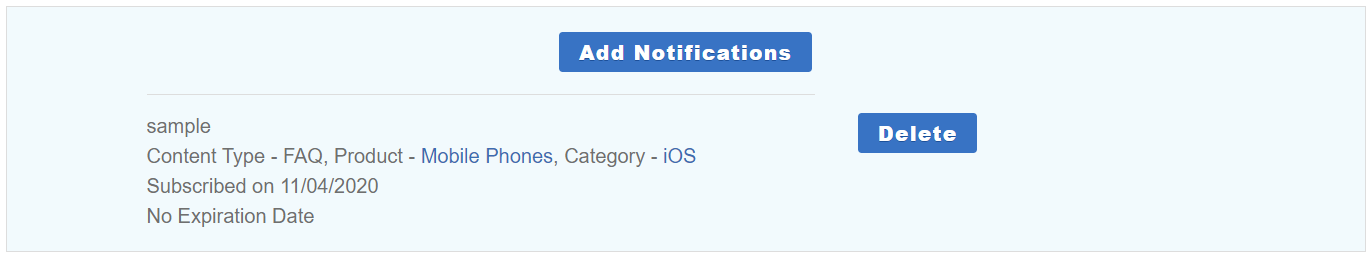 Add Notifications
sample
Delete
Content Type - FAQ, Product - Mobile Phones, Category - iOS
Subscribed on 11/04/2020
No Expiration Date